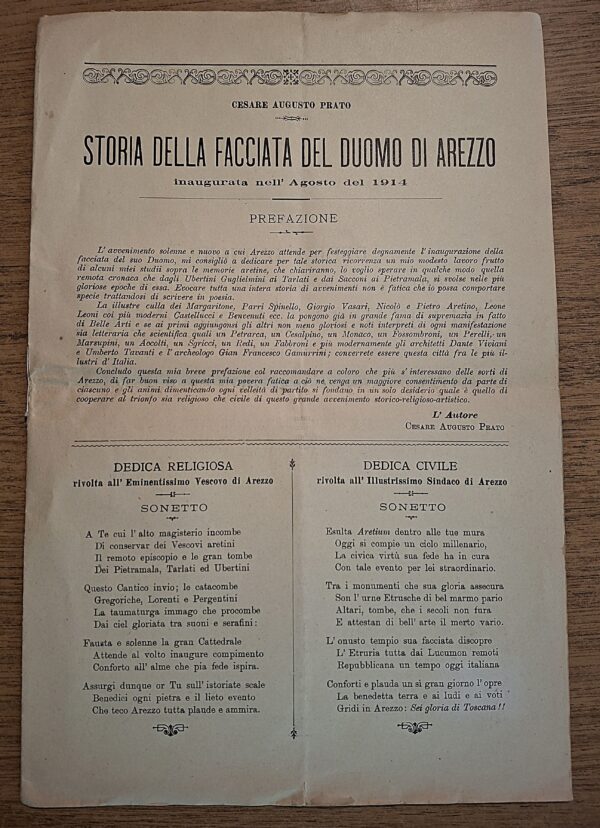 CESARE AUGUSTO PRATO
STORIA DELLA FACCIATA DEL DUOMO DI AREZZO
inaugurata nell' Agosto del 1914
PREFAZIONE
L' avvenimento solenne e nuovo a cui Arezzo attende per festeggiare degnamente l' inaugurazione della
facciata del suo Duomo, mi consigliò a dedicare per tale storica ricorrenza un mio modesto lavoro frutto
di alcuni miei studii sopra le memorie aretine, che chiariranno, lo voglio sperare in qualche modo quella
remota cronaca che dagli Ubertini Guglielmini ai Tarlati e dai Sacconi ai Pietramala, si svolse nelle più
gloriose epoche di essa. Evocare tutta una intera storia di avvenimenti non è fatica che io possa comportare
specie trattandosi di scrivere in poesia.
La illustre culla dei Margaritone, Parri Spinello, Giorgio Vasari, Nicolò e Pietro Aretino, Leone
Leoni coi più moderni Castellucci e Benvenuti ecc. la pongono già in grande fama di supremazia in fatto
di Belle Arti e se ai primi aggiungonsi gli altri non meno gloriosi e noti interpreti di ogni manifestazione
sia letteraria che scientifica quali un Petrarca, un Cesalpino, un Monaco, un Fossombroni, un Perelli, un
Marsupini, un Accolti, un Sgricci, un Redi, un Fabbroni e più modernamente gli architetti Dante Viviani
e Umberto Tavanti e l' archeologo Gian Francesco Gamurrini; concerrete essere questa città fra le più il-
lustri d' Italia.
Concludo questa mia breve prefazione col raccomandare a coloro che più s' interessano delle sorti di
Arezzo, di far buon viso a questa mia povera fatica a ciò ne venga un maggiore consentimento da parte di
ciascuno e gli animi dimenticando ogni velleità di partito si fondano in un solo desiderio quale è quello di
cooperare al trionfo sia religioso che civile di questo grande avvenimento storico-religioso-artistico.
L' Autore
CESARE AUGUSTO PRATO
DEDICA RELIGIOSA
rivolta all' Eminentissimo Vescovo di Arezzo
SONETTO
A Te cui l' alto magisterio incombe
Di conservar dei Vescovi aretini
Il remoto episcopio e le gran tombe
Dei Pietramala, Tarlati ed Ubertini
Questo Cantico invio; le catacombe
Gregoriche, Lorenti e Pergentini
La taumaturga immago che procombe
Dai ciel gloriata tra suoni e serafini:
Fausta e solenne la gran Cattedrale
Attende al volto inaugure compimento
Conforto all' alme che pia fede ispira.
Assurgi dunque or Tu sull' istoriate scale
Benedici ogni pietra e il lieto evento
Che teco Arezzo tutta plaude e ammira.
DEDICA CIVILE
rivolta all' Illustrissimo Sindaco di Arezzo
SONETTO
Esulta Aretium dentro alle tue mura
Oggi si compie un ciclo millenario,
La civica virtù sua fede ha in cura
Con tale evento per lei straordinario.
Tra i monumenti che sua gloria assecura
Son l' urne Etrusche di bel marmo pario
Altari, tombe, che i secoli non fura
E attestan di bell' arte il merto vario.
L' onusto tempio sua facciata discopre
L' Etruria tutta dai Lucumon remoti
Repubblicana un tempo oggi italiana
Conforti e plauda un sì gran giorno l' opre
La benedetta terra e ai ludi e ai voti
Gridi in Arezzo: Sei gloria di Toscana!!